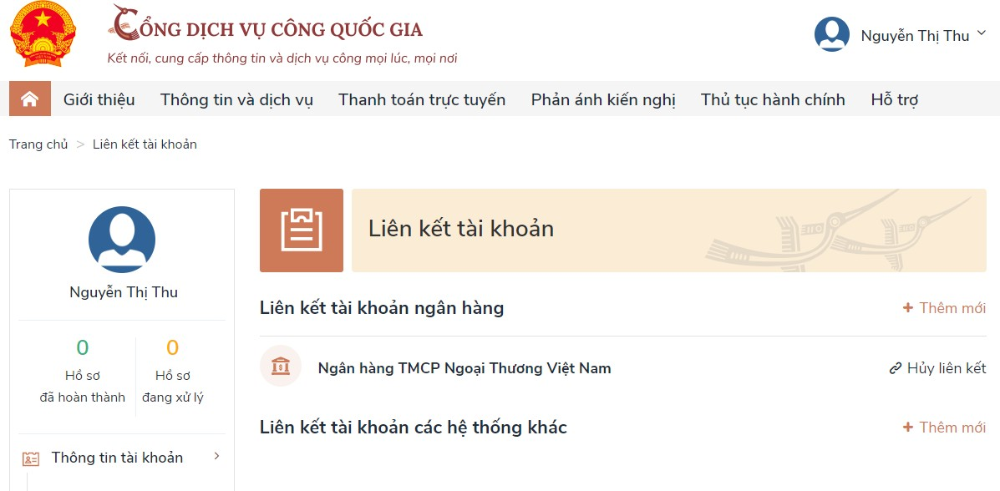 CỔNG DỊCH VỤ CÔNG QUỐC GIA
Kết nối, cung cấp thông tin và dịch vụ công mọi lúc, mọi nơi
Nguyễn Thị Thu
Giới thiệu Thông tin và dịch vụ Thanh toán trực tuyến Phản ánh kiến nghị Thủ tục hành chính Hỗ trợ
Trang chủ > Liên kết tài khoản
Nguyễn Thị Thu
0 0
Hồ sơ Hồ sơ
đã hoàn thành đang xử lý
Thông tin tài khoản
Liên kết tài khoản
Liên kết tài khoản ngân hàng + Thêm mới
Ngân hàng TMCP Ngoại Thương Việt Nam Hủy liên kết
Liên kết tài khoản các hệ thống khác + Thêm mới